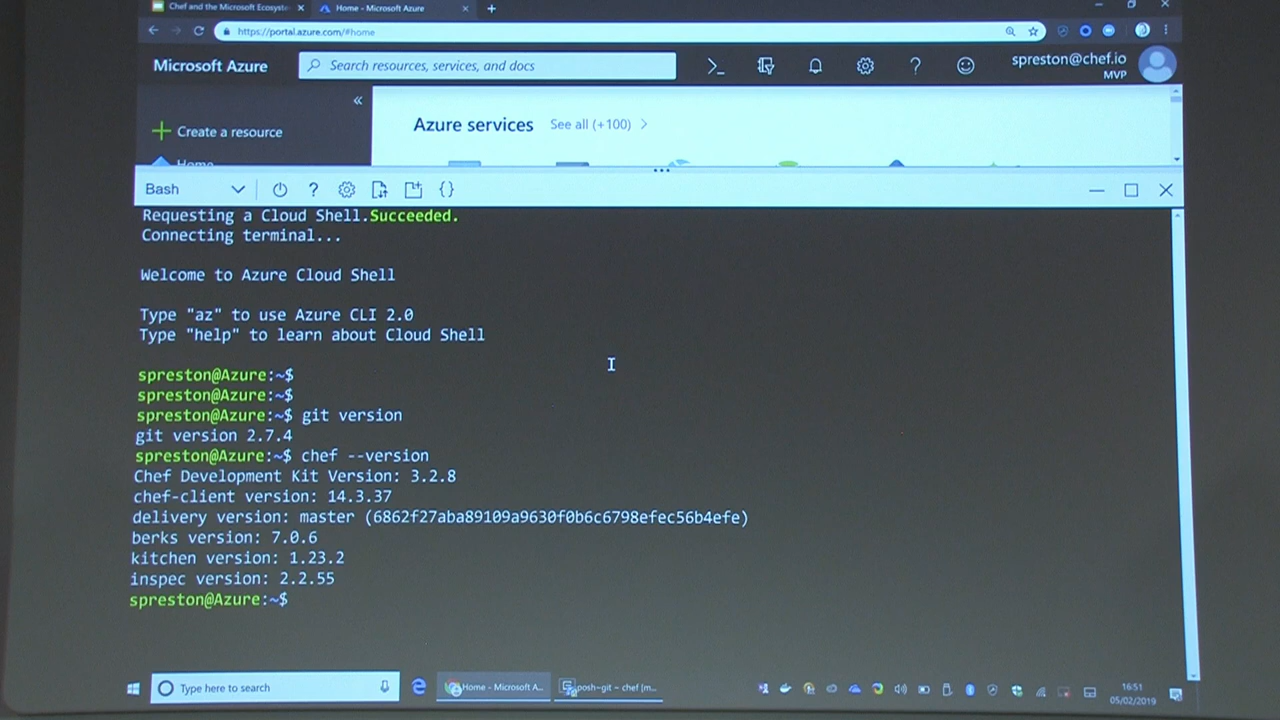 Chef and the Microsoft Ecosyste
Home - Microsoft Azure
https://portal.azure.com/#home
Microsoft Azure
Search resources, services, and docs
spreston@chef.io
MVP
Create a resource
Azure services
See all (+100)
Home
Bash
Requesting a Cloud Shell.Succeeded.
Connecting terminal...
Welcome to Azure Cloud Shell
Type "az" to use Azure CLI 2.0
Type "help" to learn about Cloud Shell
spreston@Azure:~$
spreston@Azure:~$
spreston@Azure:~$ git version
git version 2.7.4
spreston@Azure:~$ chef --version
Chef Development Kit Version: 3.2.8
chef-client version: 14.3.37
delivery version: master (6862f27aba89109a9630f0b6c6798efec56b4efe)
berks version: 7.0.6
kitchen version: 1.23.2
inspec version: 2.2.55
spreston@Azure:~$
Type here to search
Home - Microsoft A...
posh~git ~ chef [m...
16:51
05/02/2019